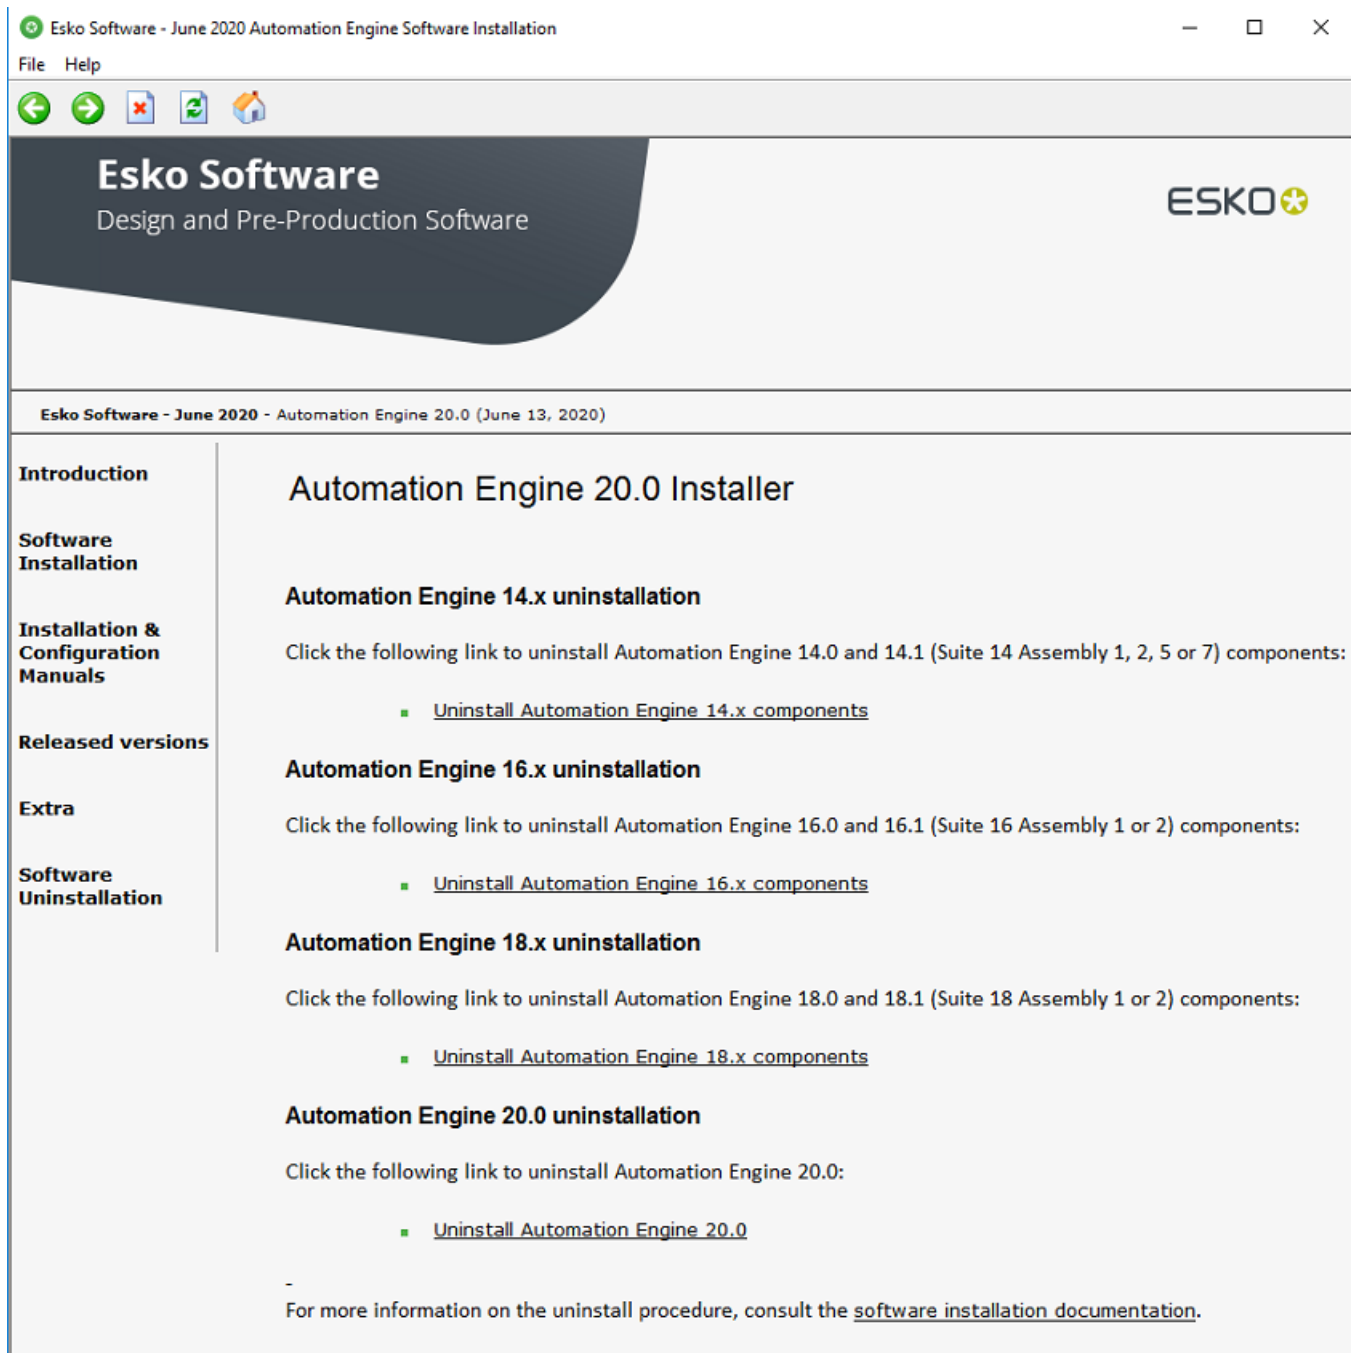 Esko Software - June 2020 Automation Engine Software Installation
File Help
Esko Software
Design and Pre-Production Software
ESKO
Esko Software - June 2020 - Automation Engine 20.0 (June 13, 2020)
Introduction
Software
Installation
Installation &
Configuration
Manuals
Released versions
Extra
Software
Uninstallation
Automation Engine 20.0 Installer
Automation Engine 14.x uninstallation
Click the following link to uninstall Automation Engine 14.0 and 14.1 (Suite 14 Assembly 1, 2, 5 or 7) components:
Uninstall Automation Engine 14.x components
Automation Engine 16.x uninstallation
Click the following link to uninstall Automation Engine 16.0 and 16.1 (Suite 16 Assembly 1 or 2) components:
Uninstall Automation Engine 16.x components
Automation Engine 18.x uninstallation
Click the following link to uninstall Automation Engine 18.0 and 18.1 (Suite 18 Assembly 1 or 2) components:
Uninstall Automation Engine 18.x components
Automation Engine 20.0 uninstallation
Click the following link to uninstall Automation Engine 20.0:
Uninstall Automation Engine 20.0
-
For more information on the uninstall procedure, consult the software installation documentation.